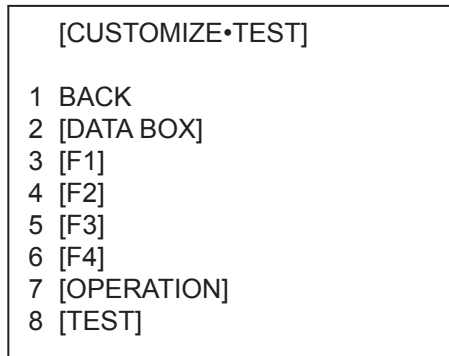 [CUSTOMIZE•TEST]
1 BACK
2 [DATA BOX]
3 [F1]
4 [F2]
5 [F3]
6 [F4]
7 [OPERATION]
8 [TEST]